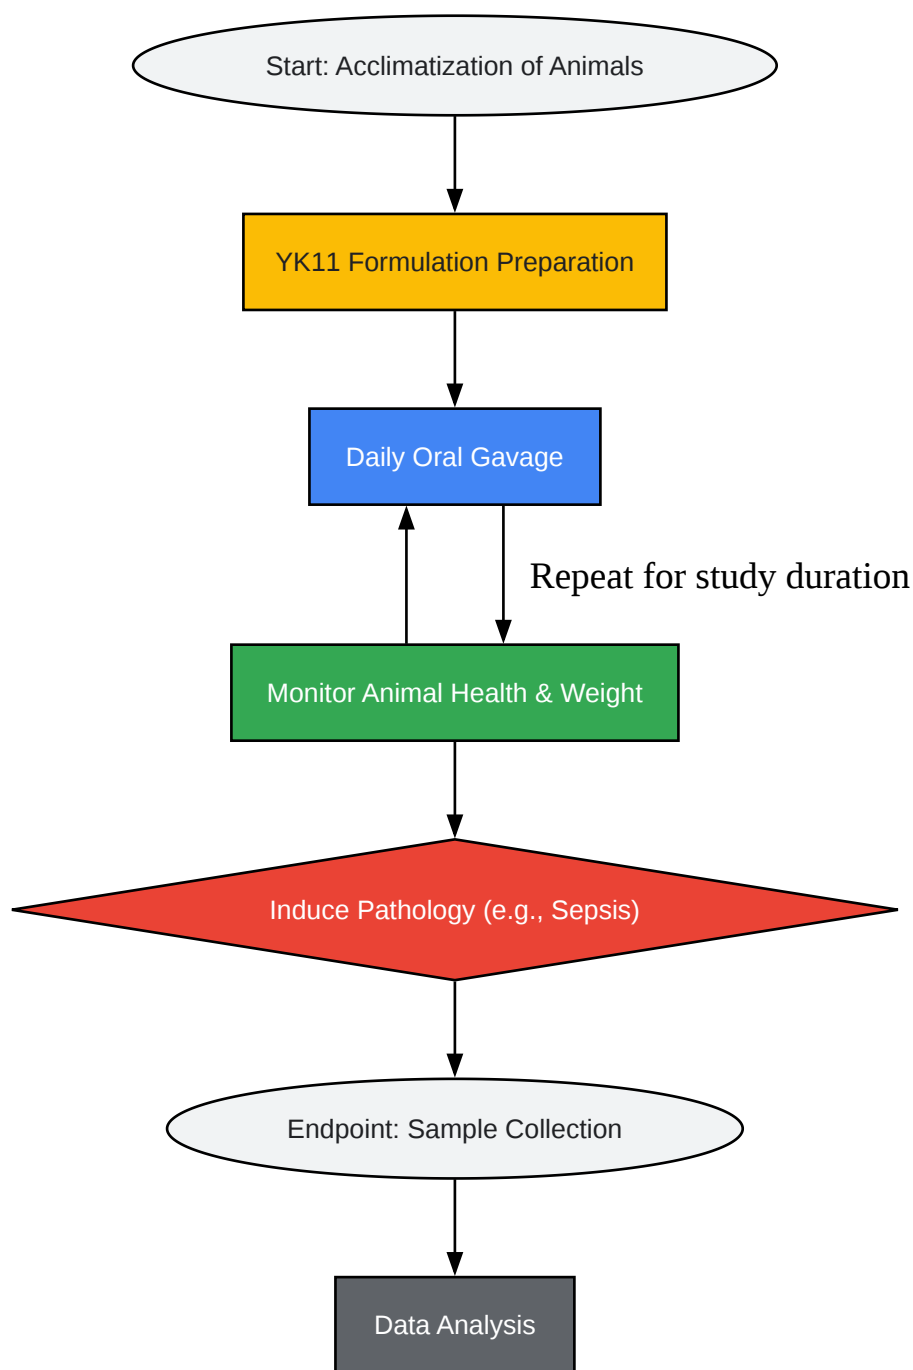 Start: Acclimatization of Animals
YK11 Formulation Preparation
Daily Oral Gavage
Repeat for study duration
Monitor Animal Health & Weight
Induce Pathology (e.g., Sepsis)
Endpoint: Sample Collection
Data Analysis